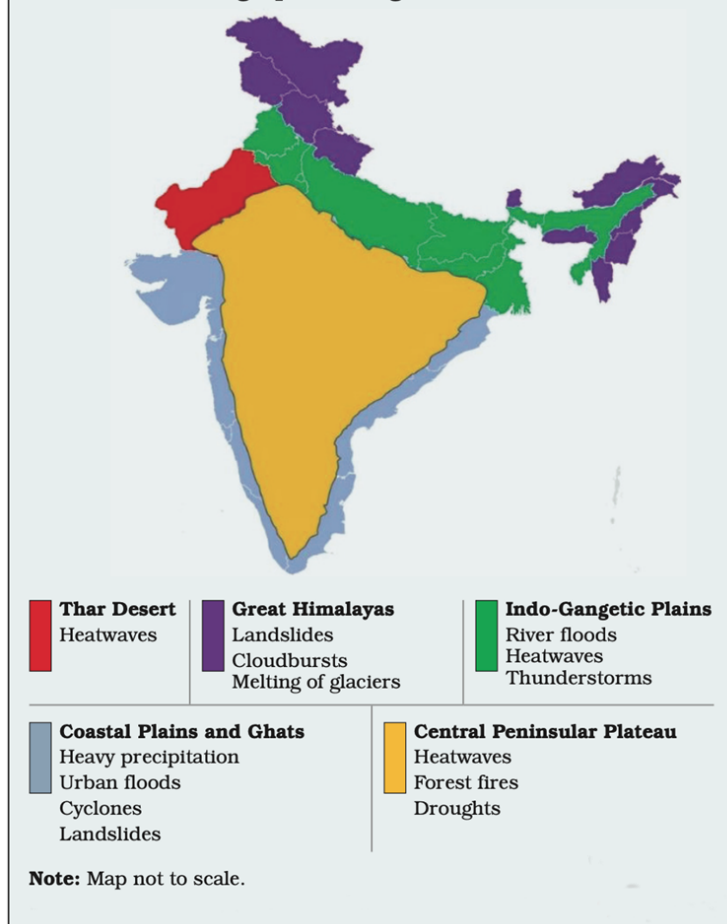 Thar Desert
Heatwaves
Great Himalayas
Landslides
Cloudbursts
Melting of glaciers
Indo-Gangetic Plains
River floods
Heatwaves
Thunderstorms
Coastal Plains and Ghats
Heavy precipitation
Urban floods
Cyclones
Landslides
Central Peninsular Plateau
Heatwaves
Forest fires
Droughts
Note: Map not to scale.